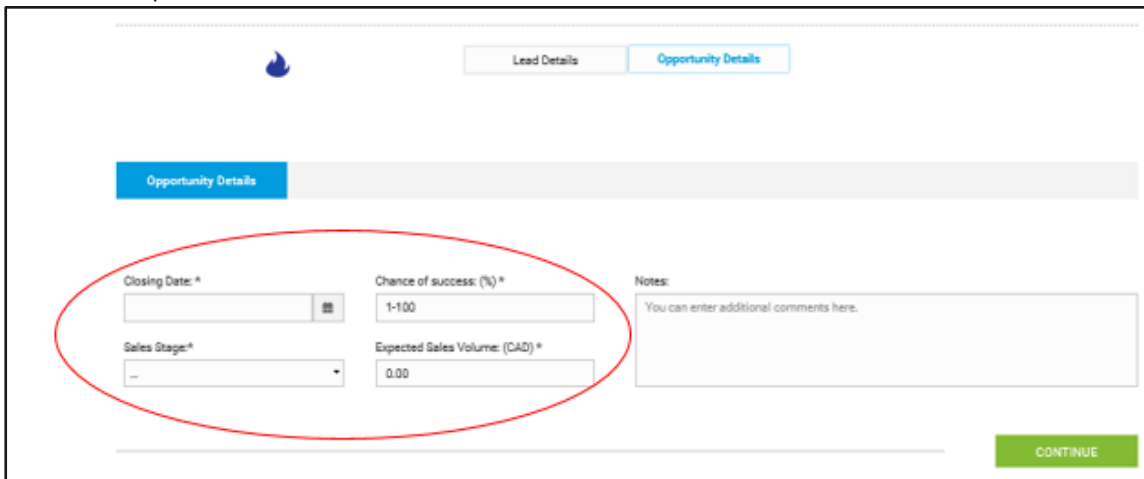 Lead Details
Opportunity Details
Opportunity Details
Closing Date: *
Chance of success: (%) *
Notes:
1-100
You can enter additional comments here.
Sales Stage:*
Expected Sales Volume: (CAD) *
...
0.00
CONTINUE